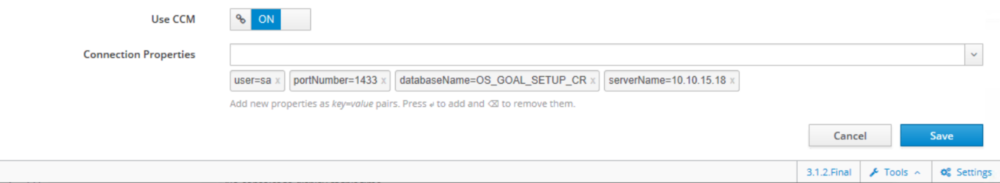 Use CCM ON
Connection Properties
user=sa x portNumber=1433 x databaseName=OS_GOAL_SETUP_CR x serverName=10.10.15.18 x
Add new properties as key=value pairs. Press ↲ to add and ⌫ to remove them.
Cancel Save
3.1.2.Final Tools Settings